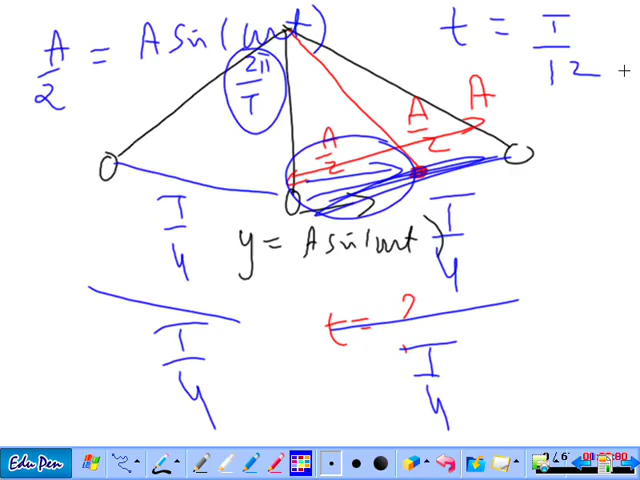 A/2 = A sin(ωt)
t = T/12
2π/T
A/2
A/2
A
T/4
y = A sin(ωt)
T/4
t = ?
T/4
T/4
Edu Pen